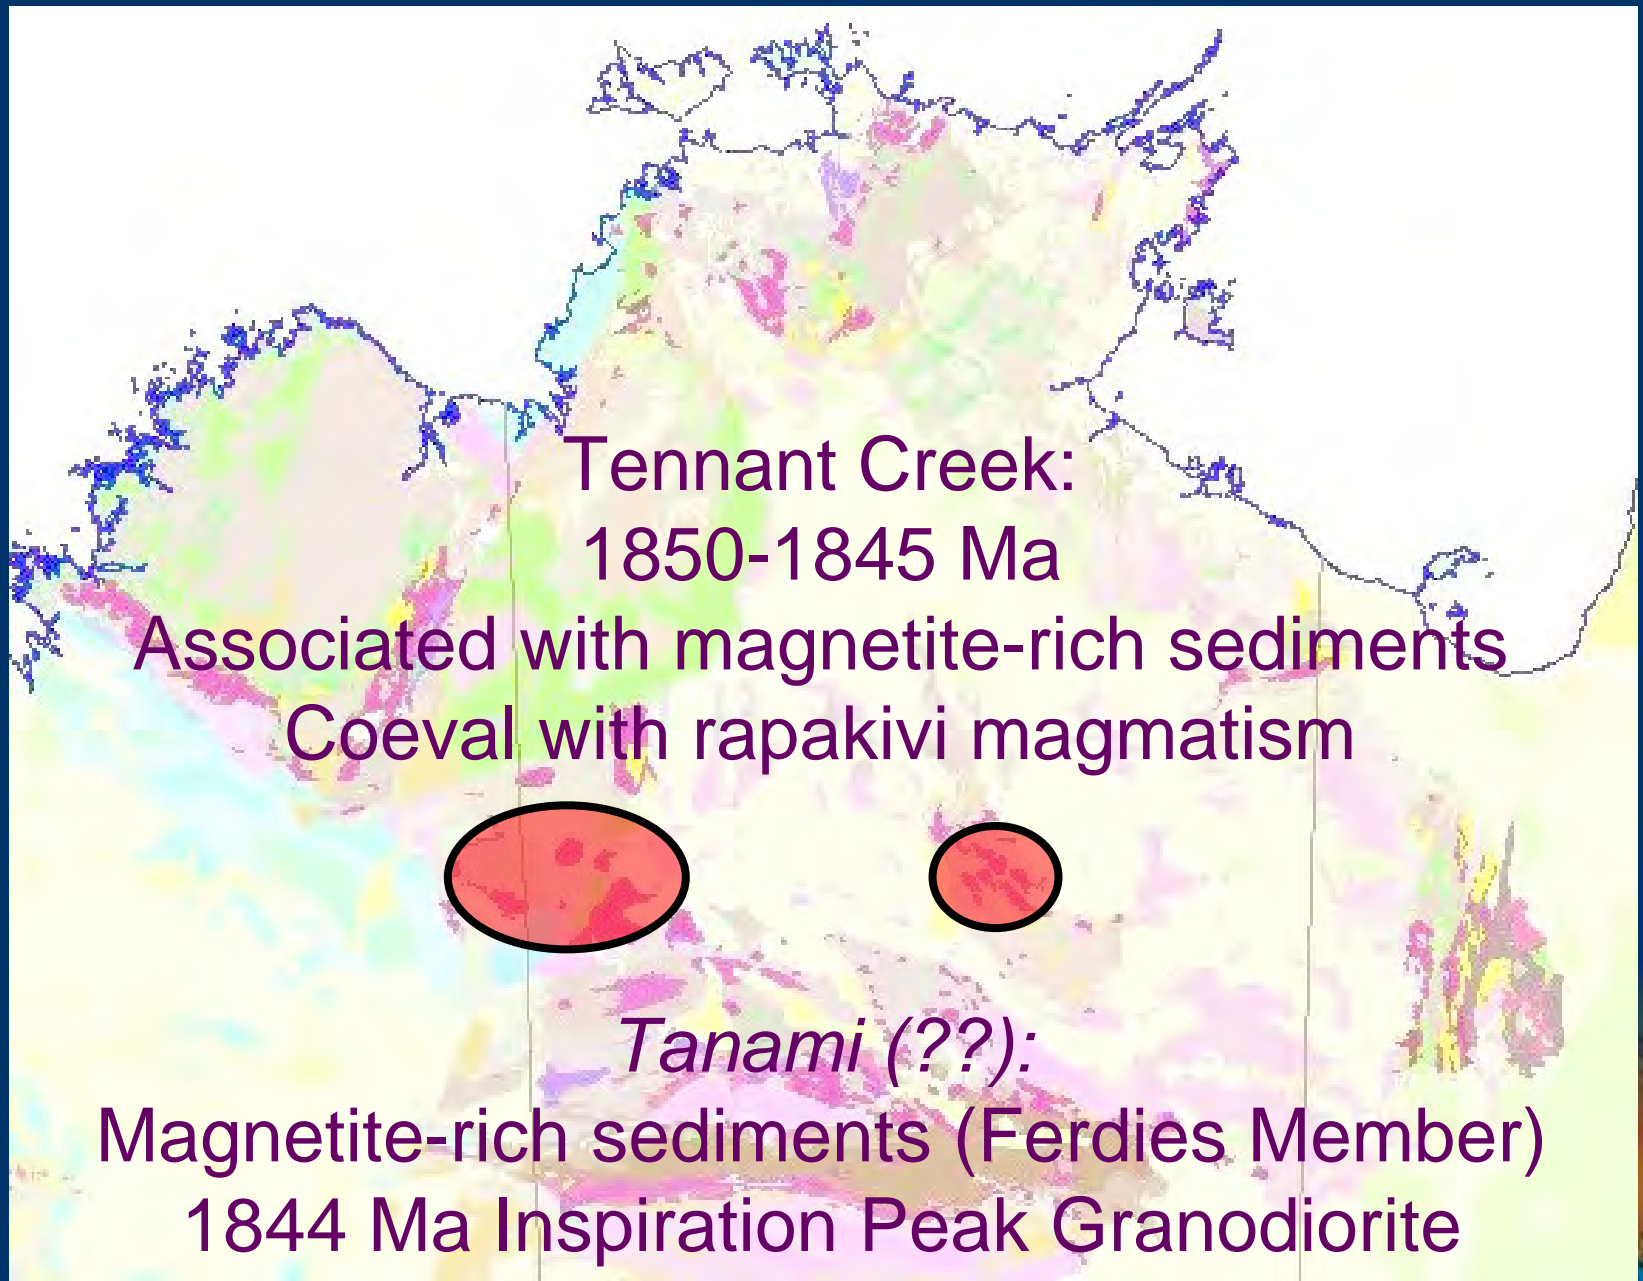 Tennant Creek:
1850-1845 Ma
Associated with magnetite-rich sediments
Coeval with rapakivi magmatism
Tanami (??):
Magnetite-rich sediments (Ferdies Member)
1844 Ma Inspiration Peak Granodiorite